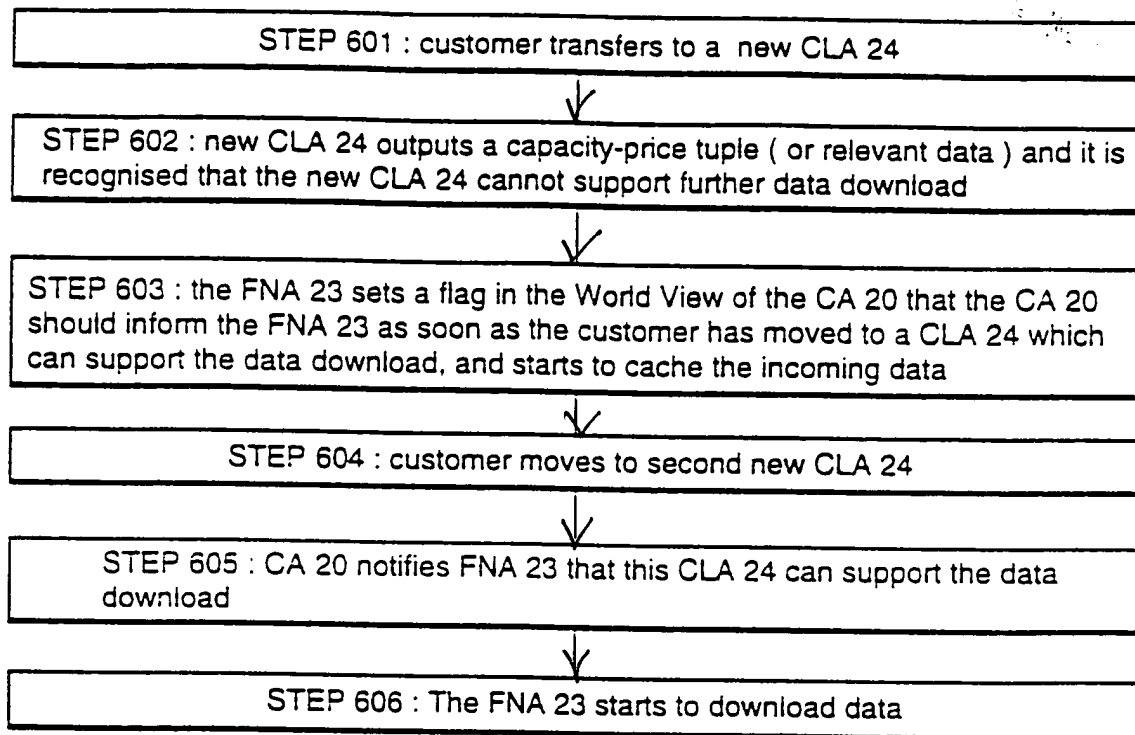 STEP 601 : customer transfers to a new CLA 24
STEP 602 : new CLA 24 outputs a capacity-price tuple ( or relevant data ) and it is
recognised that the new CLA 24 cannot support further data download
STEP 603 : the FNA 23 sets a flag in the World View of the CA 20 that the CA 20
should inform the FNA 23 as soon as the customer has moved to a CLA 24 which
can support the data download, and starts to cache the incoming data
STEP 604 : customer moves to second new CLA 24
STEP 605 : CA 20 notifies FNA 23 that this CLA 24 can support the data
download
STEP 606 : The FNA 23 starts to download data